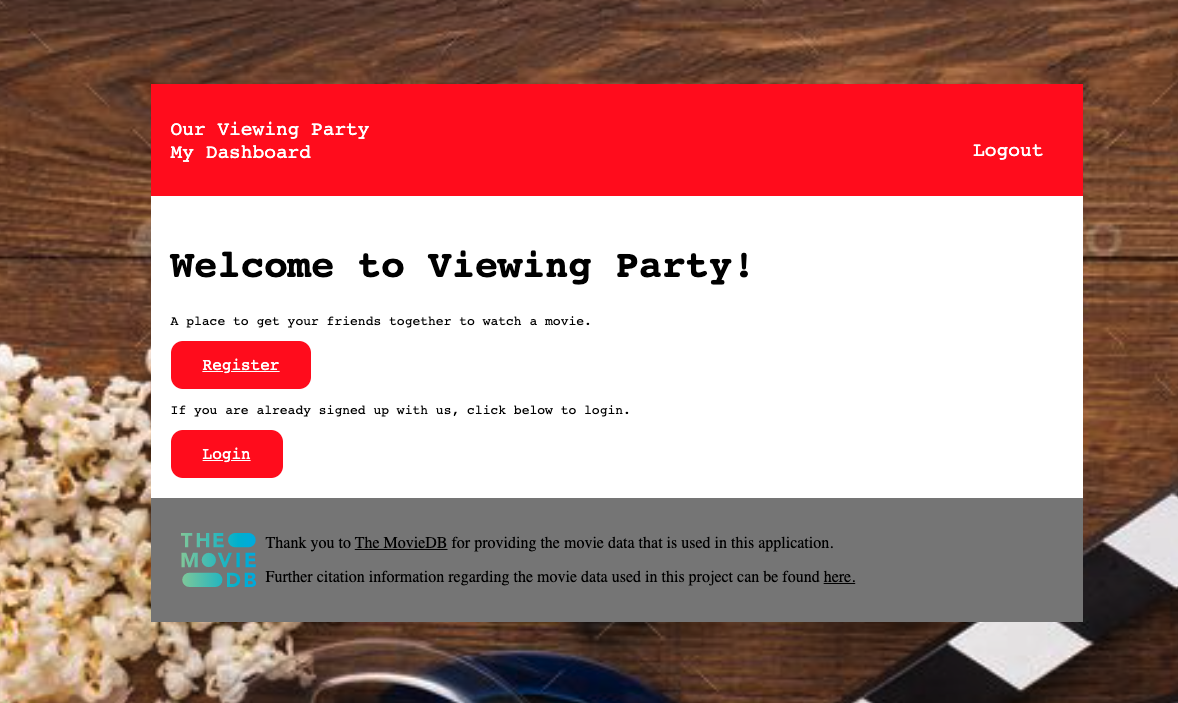 Our Viewing Party
My Dashboard
Logout
Welcome to Viewing Party!
A place to get your friends together to watch a movie.
Register
If you are already signed up with us, click below to login.
Login
THE
MOVIE
DB
Thank you to The MovieDB for providing the movie data that is used in this application.
Further citation information regarding the movie data used in this project can be found here.